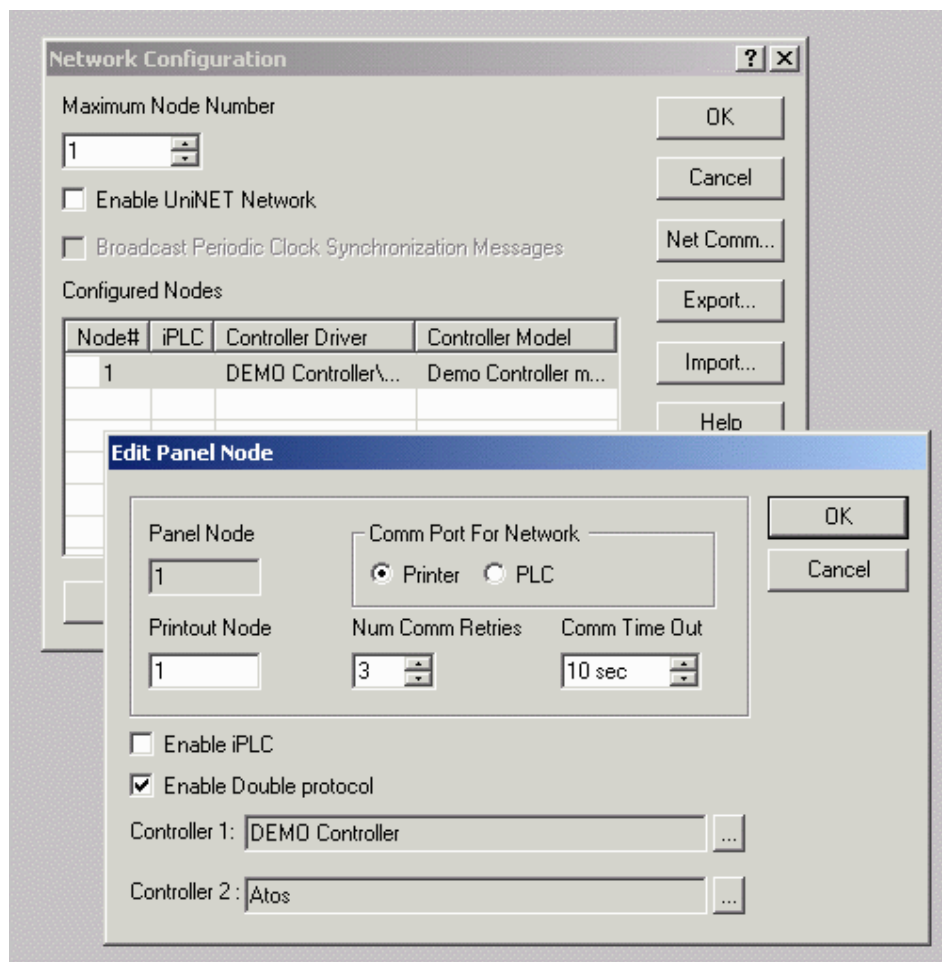 Network Configuration
Maximum Node Number
OK
1
Cancel
Enable UniNET Network
Net Comm...
Broadcast Periodic Clock Synchronization Messages
Configured Nodes
Export...
Node# iPLC Controller Driver Controller Model
Import...
1 DEMO Controller\... Demo Controller m...
Help
Edit Panel Node
OK
Panel Node
Comm Port For Network
1
Printer PLC
Cancel
Printout Node Num Comm Retries Comm Time Out
1 3 10 sec
Enable iPLC
Enable Double protocol
Controller 1: DEMO Controller ...
Controller 2 : Atos ...